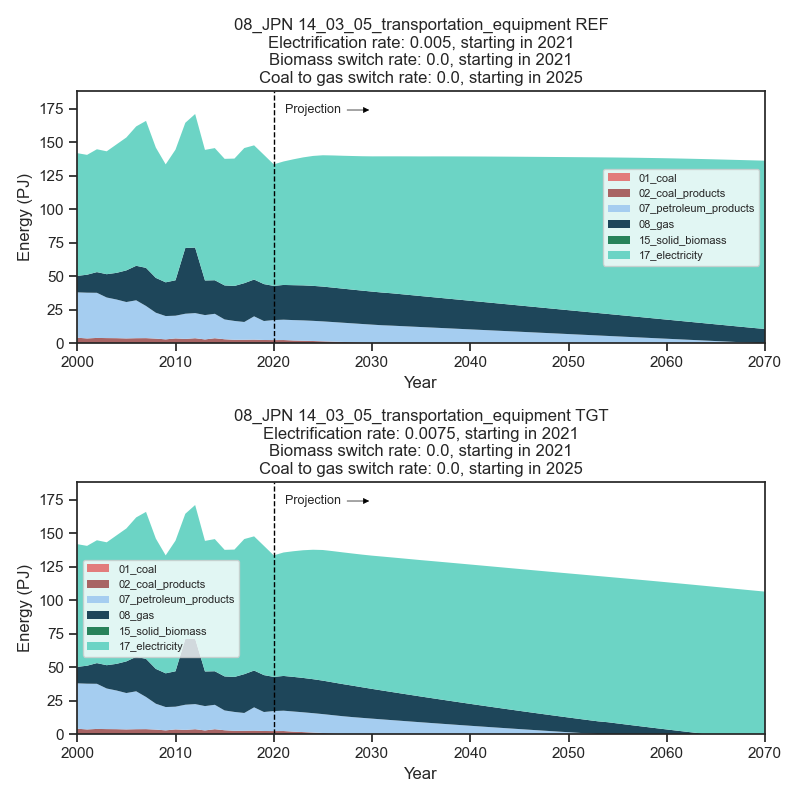 08_JPN 14_03_05_transportation_equipment REF
Electrification rate: 0.005, starting in 2021
Biomass switch rate: 0.0, starting in 2021
Coal to gas switch rate: 0.0, starting in 2025
Projection
175
150
125
100
75
50
25
0
Energy (PJ)
01_coal
02_coal_products
07_petroleum_products
08_gas
15_solid_biomass
17_electricity
2000 2010 2020 2030 2040 2050 2060 2070
Year
08_JPN 14_03_05_transportation_equipment TGT
Electrification rate: 0.0075, starting in 2021
Biomass switch rate: 0.0, starting in 2021
Coal to gas switch rate: 0.0, starting in 2025
Projection
175
150
125
100
75
50
25
0
Energy (PJ)
01_coal
02_coal_products
07_petroleum_products
08_gas
15_solid_biomass
17_electricity
2000 2010 2020 2030 2040 2050 2060 2070
Year